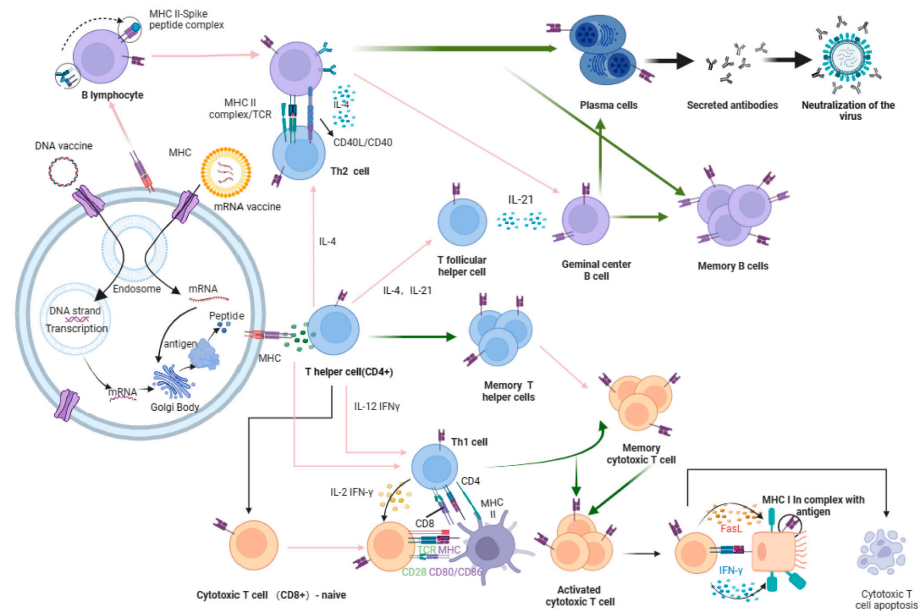 MHC II-Spike
peptide complex
B lymphocyte
MHC II
complex/TCR
IL-4
CD40L/CD40
Th2 cell
Plasma cells
Secreted antibodies
Neutralization of the
virus
DNA vaccine
MHC
mRNA vaccine
IL-4
IL-21
T follicular
helper cell
Geminal center
B cell
Memory B cells
Endosome
mRNA
IL-4, IL-21
DNA strand
Transcription
Peptide
antigen
MHC
mRNA
Golgi Body
T helper cell(CD4+)
Memory T
helper cells
IL-12 IFNγ
Th1 cell
Memory
cytotoxic T cell
CD4
IL-2 IFN-γ
MHC
II
CD8
TCR MHC
CD28 CD80/CD86
MHC I In complex with
antigen
FasL
IFN-γ
Cytotoxic T cell (CD8+) - naive
Activated
cytotoxic T cell
Cytotoxic T
cell apoptosis